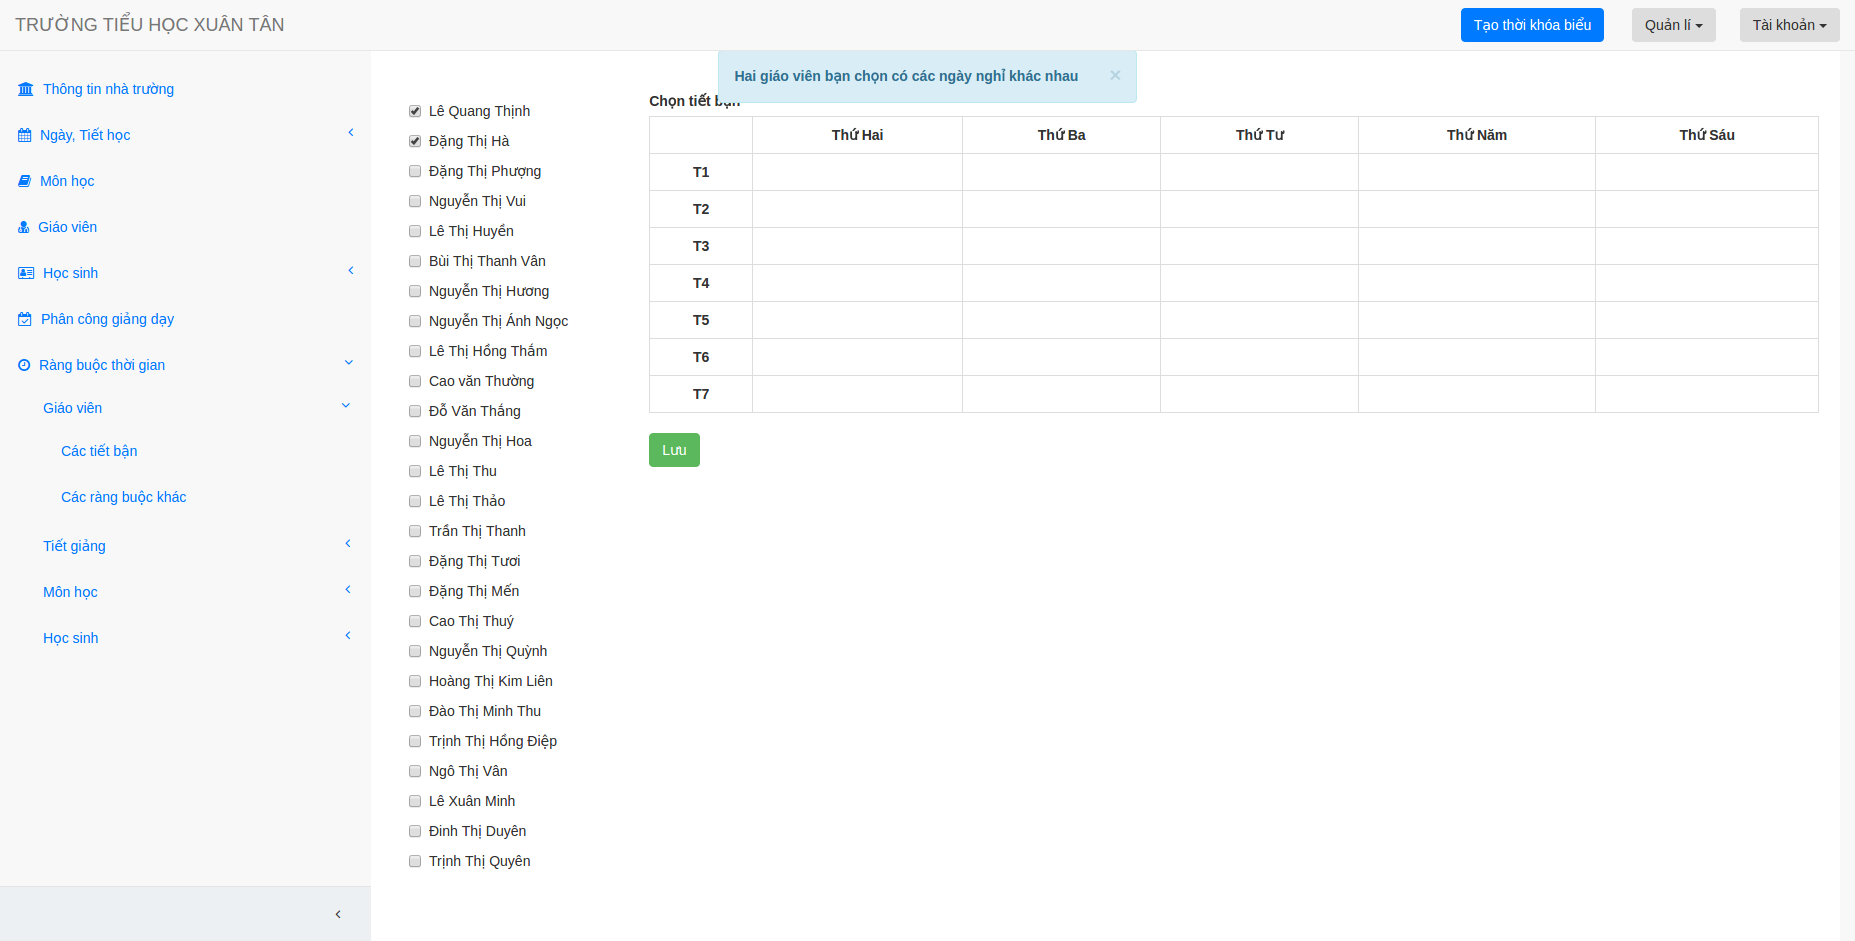 TRƯỜNG TIỂU HỌC XUÂN TÂN
Tạo thời khóa biểu
Quản lí
Tài khoản
Hai giáo viên bạn chọn có các ngày nghỉ khác nhau
×
Thông tin nhà trường
Ngày, Tiết học
Môn học
Giáo viên
Học sinh
Phân công giảng dạy
Ràng buộc thời gian
Giáo viên
Các tiết bận
Các ràng buộc khác
Tiết giảng
Môn học
Học sinh
Lê Quang Thịnh
Đặng Thị Hà
Đặng Thị Phượng
Nguyễn Thị Vui
Lê Thị Huyền
Bùi Thị Thanh Vân
Nguyễn Thị Hương
Nguyễn Thị Ánh Ngọc
Lê Thị Hồng Thắm
Cao văn Thường
Đỗ Văn Thắng
Nguyễn Thị Hoa
Lê Thị Thu
Lê Thị Thảo
Trần Thị Thanh
Đặng Thị Tươi
Đặng Thị Mến
Cao Thị Thuý
Nguyễn Thị Quỳnh
Hoàng Thị Kim Liên
Đào Thị Minh Thu
Trịnh Thị Hồng Điệp
Ngô Thị Vân
Lê Xuân Minh
Đinh Thị Duyên
Trịnh Thị Quyên
Chọn tiết bận
Thứ Hai Thứ Ba Thứ Tư Thứ Năm Thứ Sáu
T1
T2
T3
T4
T5
T6
T7
Lưu